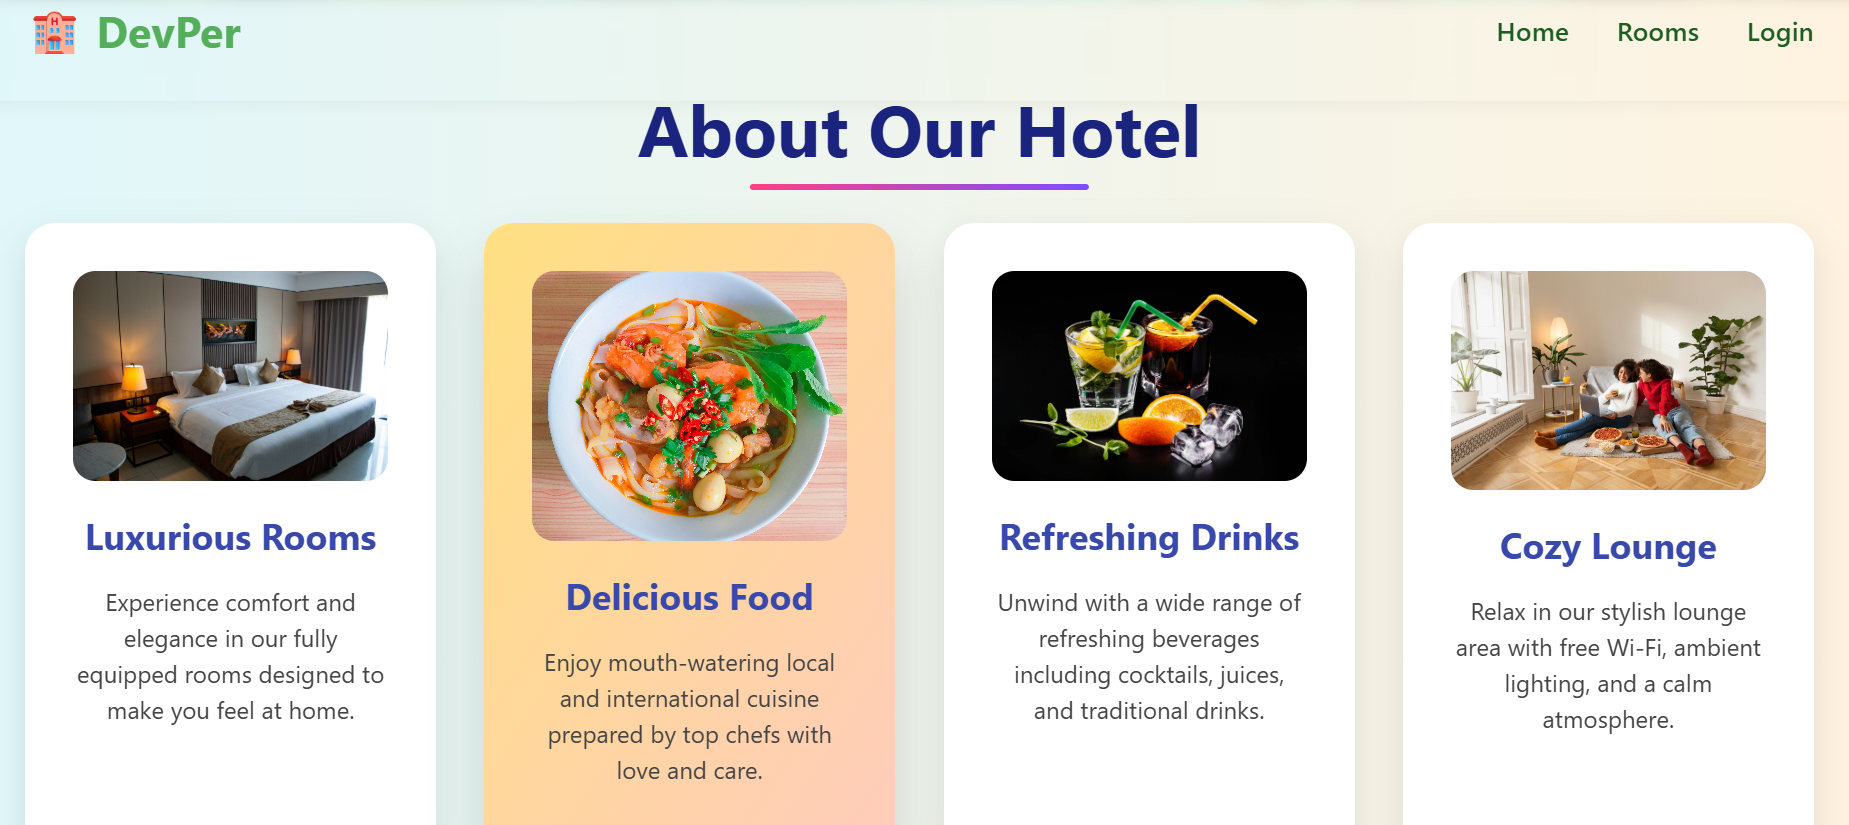 DevPer
Home
Rooms
Login
About Our Hotel
Luxurious Rooms
Experience comfort and
elegance in our fully
equipped rooms designed to
make you feel at home.
Delicious Food
Enjoy mouth-watering local
and international cuisine
prepared by top chefs with
love and care.
Refreshing Drinks
Unwind with a wide range of
refreshing beverages
including cocktails, juices,
and traditional drinks.
Cozy Lounge
Relax in our stylish lounge
area with free Wi-Fi, ambient
lighting, and a calm
atmosphere.